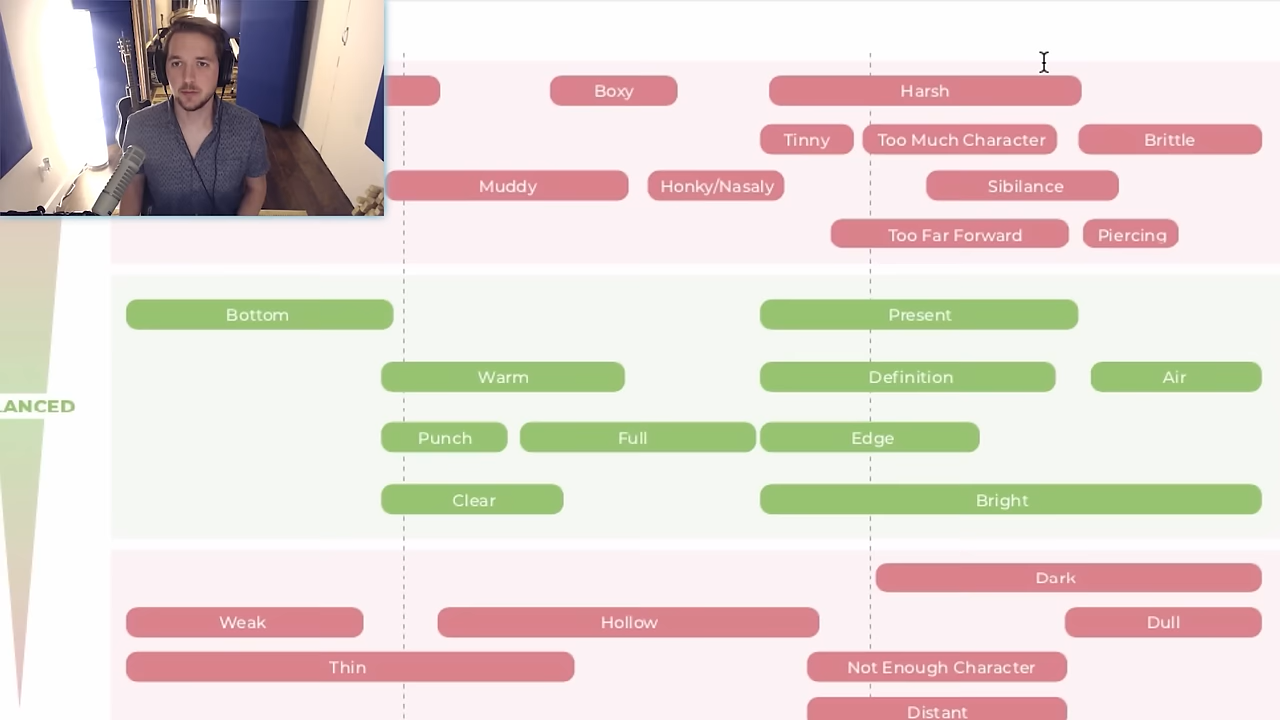 Boxy
Harsh
Tinny
Too Much Character
Brittle
Muddy
Honky/Nasaly
Sibilance
Too Far Forward
Piercing
Bottom
Present
Warm
Definition
Air
LANCED
Punch
Full
Edge
Clear
Bright
Dark
Weak
Hollow
Dull
Thin
Not Enough Character
Distant